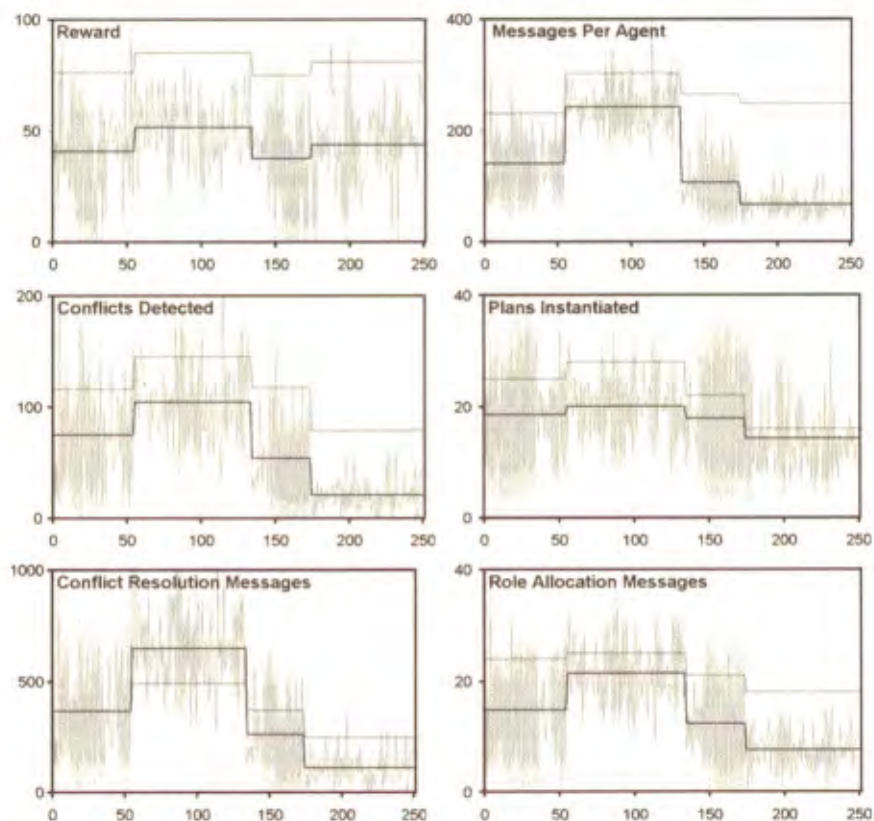 Reward
100
50
0
0 50 100 150 200 250
Messages Per Agent
400
200
0
0 50 100 150 200 250
Conflicts Detected
200
100
0
0 50 100 150 200 250
Plans Instantiated
40
20
0
0 50 100 150 200 250
Conflict Resolution Messages
1000
500
0
0 50 100 150 200 250
Role Allocation Messages
40
20
0
0 50 100 150 200 250